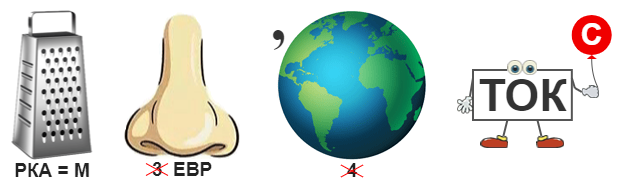 РКА = М
3 ЕВР
,
4
ТОК
С